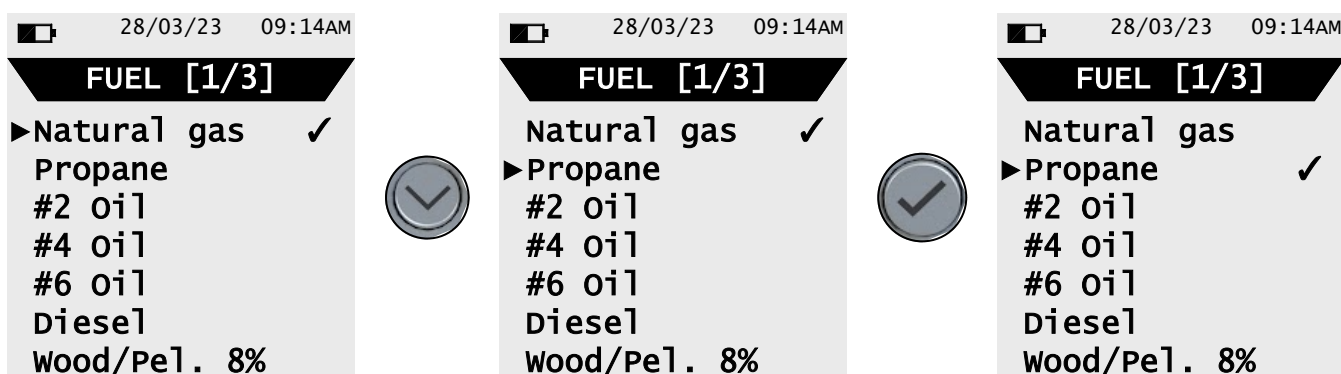 28/03/23 09:14AM
FUEL [1/3]
▶Natural gas ✓
Propane
#2 Oil
#4 Oil
#6 Oil
Diesel
Wood/Pel. 8%
28/03/23 09:14AM
FUEL [1/3]
Natural gas ✓
▶Propane
#2 Oil
#4 Oil
#6 Oil
Diesel
Wood/Pel. 8%
28/03/23 09:14AM
FUEL [1/3]
Natural gas
▶Propane ✓
#2 Oil
#4 Oil
#6 Oil
Diesel
Wood/Pel. 8%